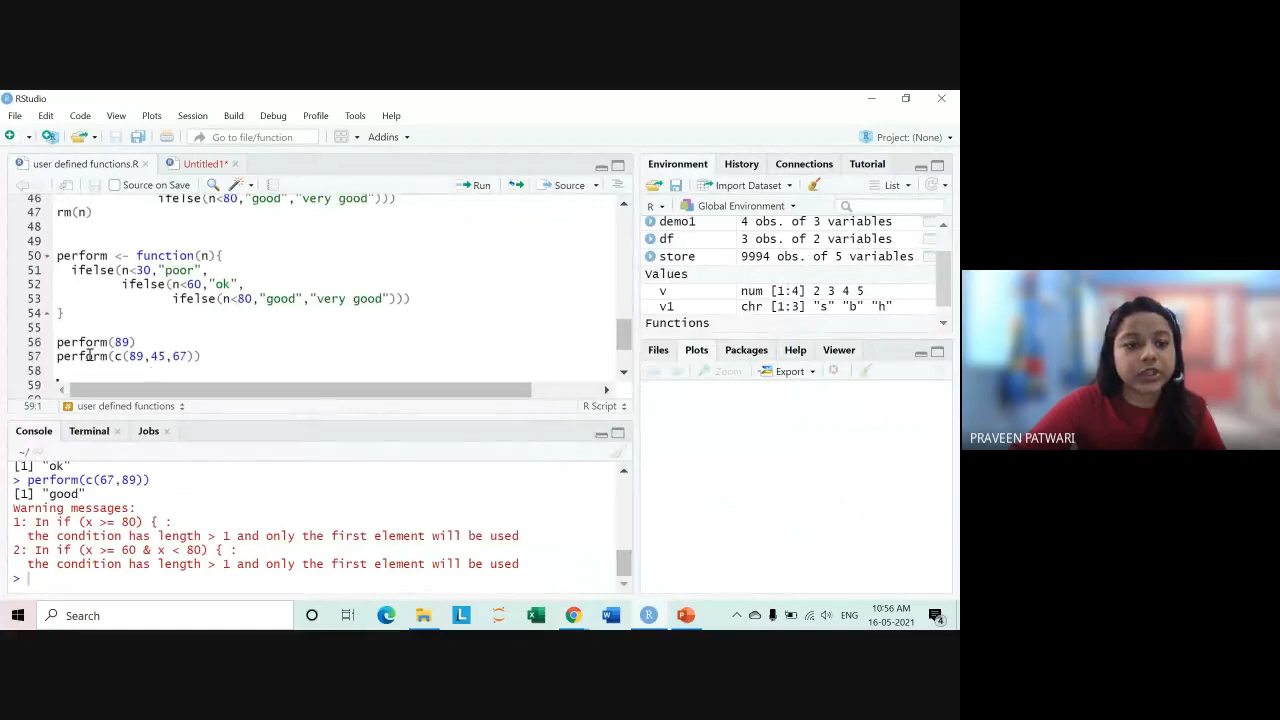 RStudio
File Edit Code View Plots Session Build Debug Profile Tools Help
Go to file/function Addins Project: (None)
user defined functions.R Untitled1*
Source on Save Run Source
46 ifelse(n<80,"good","very good")))
47 rm(n)
48
49
50 perform <- function(n){
51 ifelse(n<30,"poor",
52 ifelse(n<60,"ok",
53 ifelse(n<80,"good","very good")))
54 }
55
56 perform(89)
57 perform(c(89,45,67))
58
59
59:1 user defined functions R Script
Console Terminal Jobs
~/
[1] "ok"
> perform(c(67,89))
[1] "good"
Warning messages:
1: In if (x >= 80) { :
the condition has length > 1 and only the first element will be used
2: In if (x >= 60 & x < 80) { :
the condition has length > 1 and only the first element will be used
>
Environment History Connections Tutorial
Import Dataset List
R Global Environment
demo1 4 obs. of 3 variables
df 3 obs. of 2 variables
store 9994 obs. of 5 variables
Values
v num [1:4] 2 3 4 5
v1 chr [1:3] "s" "b" "h"
Functions
Files Plots Packages Help Viewer
Zoom Export
PRAVEEN PATWARI
Search
ENG
10:56 AM
16-05-2021
4